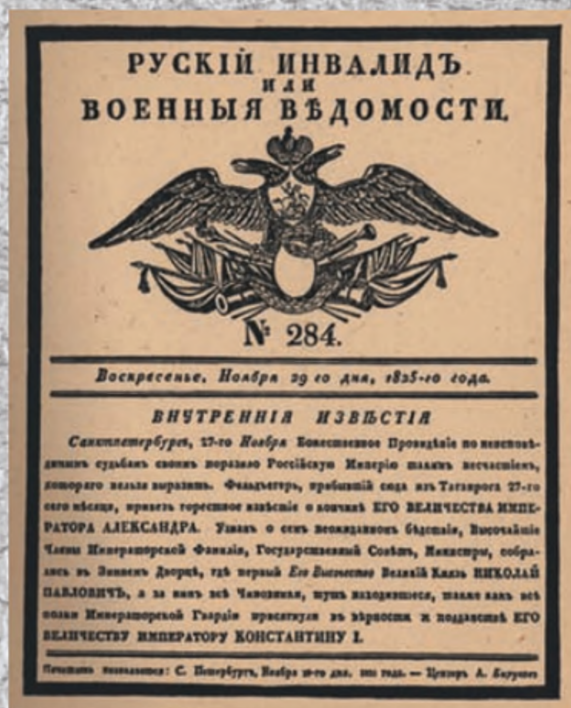 РУСКІЙ ИНВАЛИДЪ
ИЛИ
ВОЕННЫЯ ВѢДОМОСТИ.
№ 284.
Воскресенье, Ноября 29 го дня, 1825-го года.
ВНУТРЕННІЯ ИЗВѢСТІЯ
Санктпетербургъ, 27-го Ноября Божественное Провидѣніе по неисповѣ-
димымъ судьбамъ своимъ поразило Россійскую Имперію такимъ несчастіемъ,
котораго нельзя выразить. Фельдъегерь, прибывшій сюда изъ Таганрога 27-го
сего мѣсяца, привезъ горестное извѣстіе о кончинѣ ЕГО ВЕЛИЧЕСТВА ИМПЕ-
РАТОРА АЛЕКСАНДРА. Узнавъ о семъ неожиданномъ бѣдствіи, Высочайшіе
Члены Императорской Фамиліи, Государственный Совѣтъ, Министры, собра-
лись въ Зимнемъ Дворцѣ, гдѣ первый Его Высочество Великій Князь НИКОЛАЙ
ПАВЛОВИЧЪ, а за нимъ всѣ Чиновники, тутъ находившіеся, также какъ всѣ
полки Императорской Гвардіи присягнули въ вѣрности и подданствѣ ЕГО
ВЕЛИЧЕСТВУ ИМПЕРАТОРУ КОНСТАНТИНУ I.
Печатать позволяется: С. Петербургъ, Ноября дня. года. — Цензоръ А.